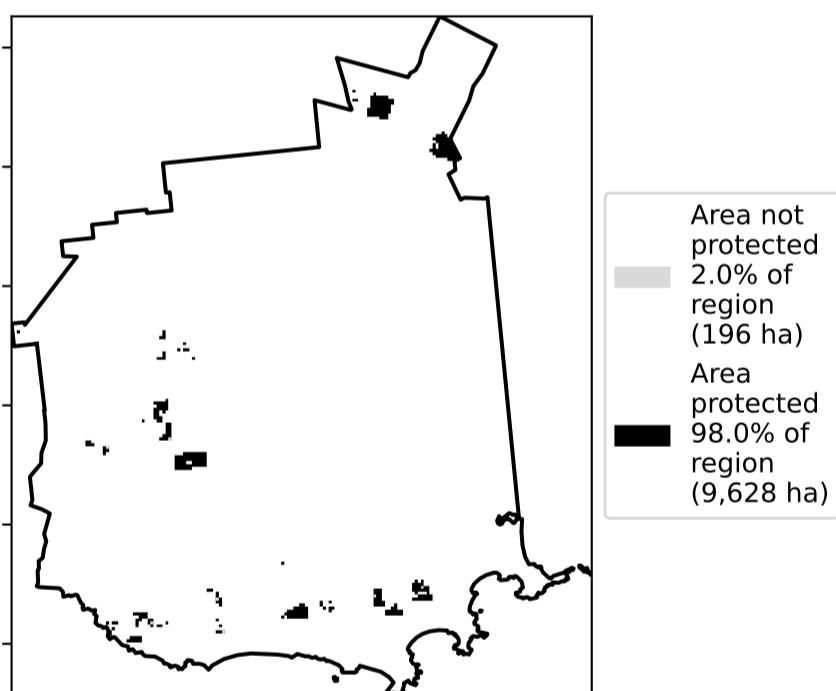 Area not
protected
2.0% of
region
(196 ha)
Area
protected
98.0% of
region
(9,628 ha)